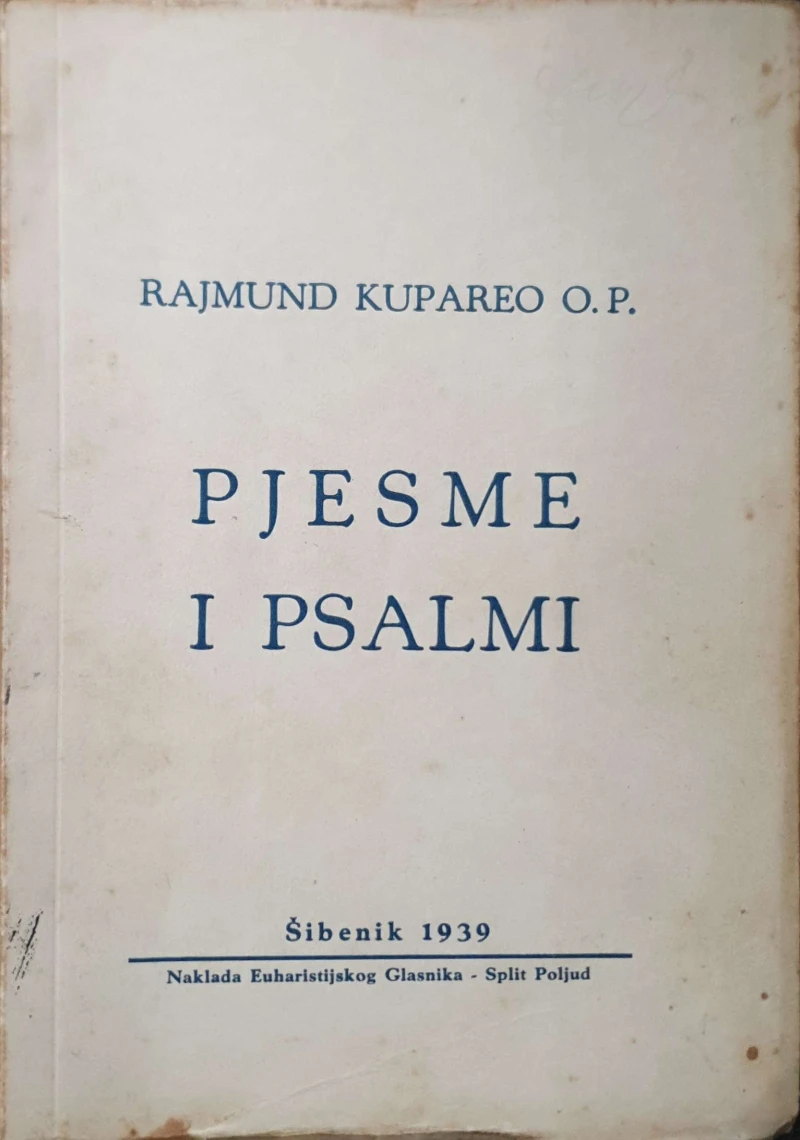 RAJMUND KUPAREO O. P.
PJESME
I PSALMI
Šibenik 1939
Naklada Euharistijskog Glasnika - Split Poljud